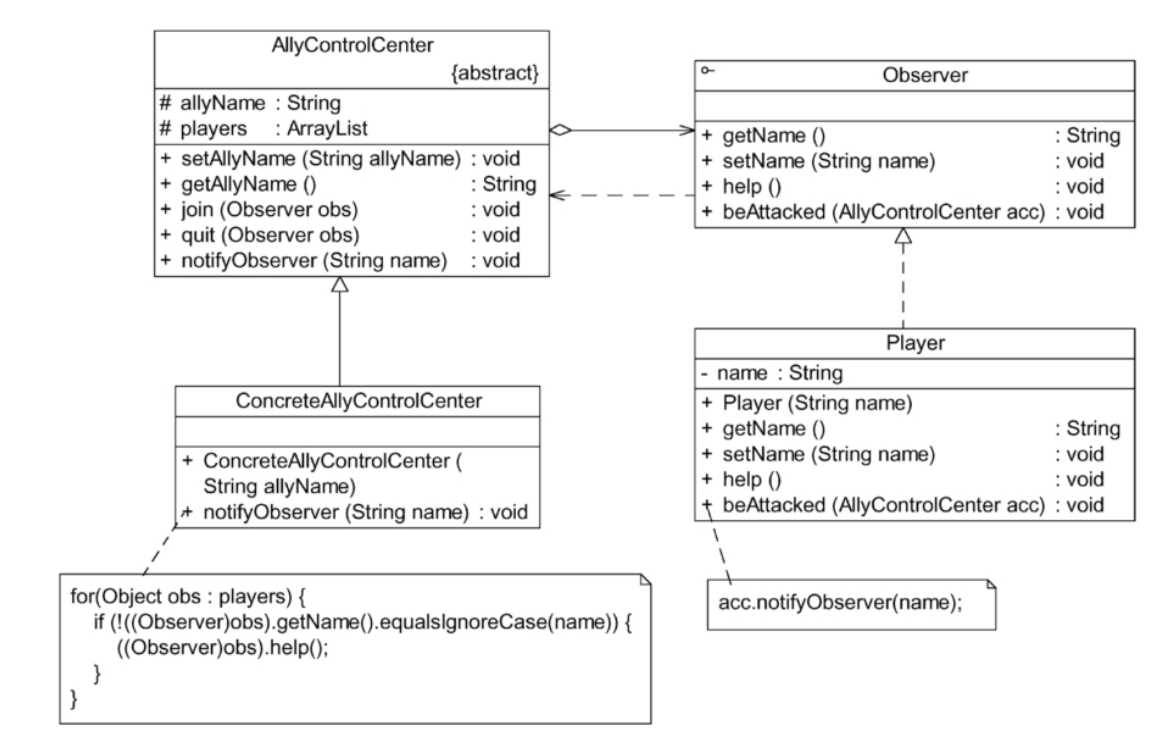 AllyControlCenter
{abstract}
# allyName : String
# players : ArrayList
+ setAllyName (String allyName) : void
+ getAllyName () : String
+ join (Observer obs) : void
+ quit (Observer obs) : void
+ notifyObserver (String name) : void
Observer
+ getName () : String
+ setName (String name) : void
+ help () : void
+ beAttacked (AllyControlCenter acc) : void
ConcreteAllyControlCenter
+ ConcreteAllyControlCenter (
String allyName)
+ notifyObserver (String name) : void
Player
- name : String
+ Player (String name)
+ getName () : String
+ setName (String name) : void
+ help () : void
+ beAttacked (AllyControlCenter acc) : void
for(Object obs : players) {
if (!((Observer)obs).getName().equalsIgnoreCase(name)) {
((Observer)obs).help();
}
}
acc.notifyObserver(name);